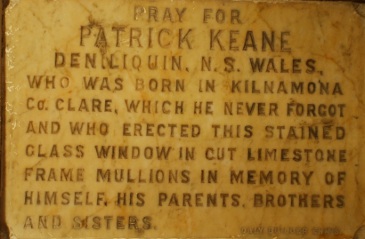 PRAY FOR
PATRICK KEANE
DENILIQUIN. N.S. WALES.
WHO WAS BORN IN KILNAMONA
Co. CLARE, WHICH HE NEVER FORGOT
AND WHO ERECTED THIS STAINED
GLASS WINDOW IN CUT LIMESTONE
FRAME MULLIONS IN MEMORY OF
HIMSELF, HIS PARENTS, BROTHERS
AND SISTERS.